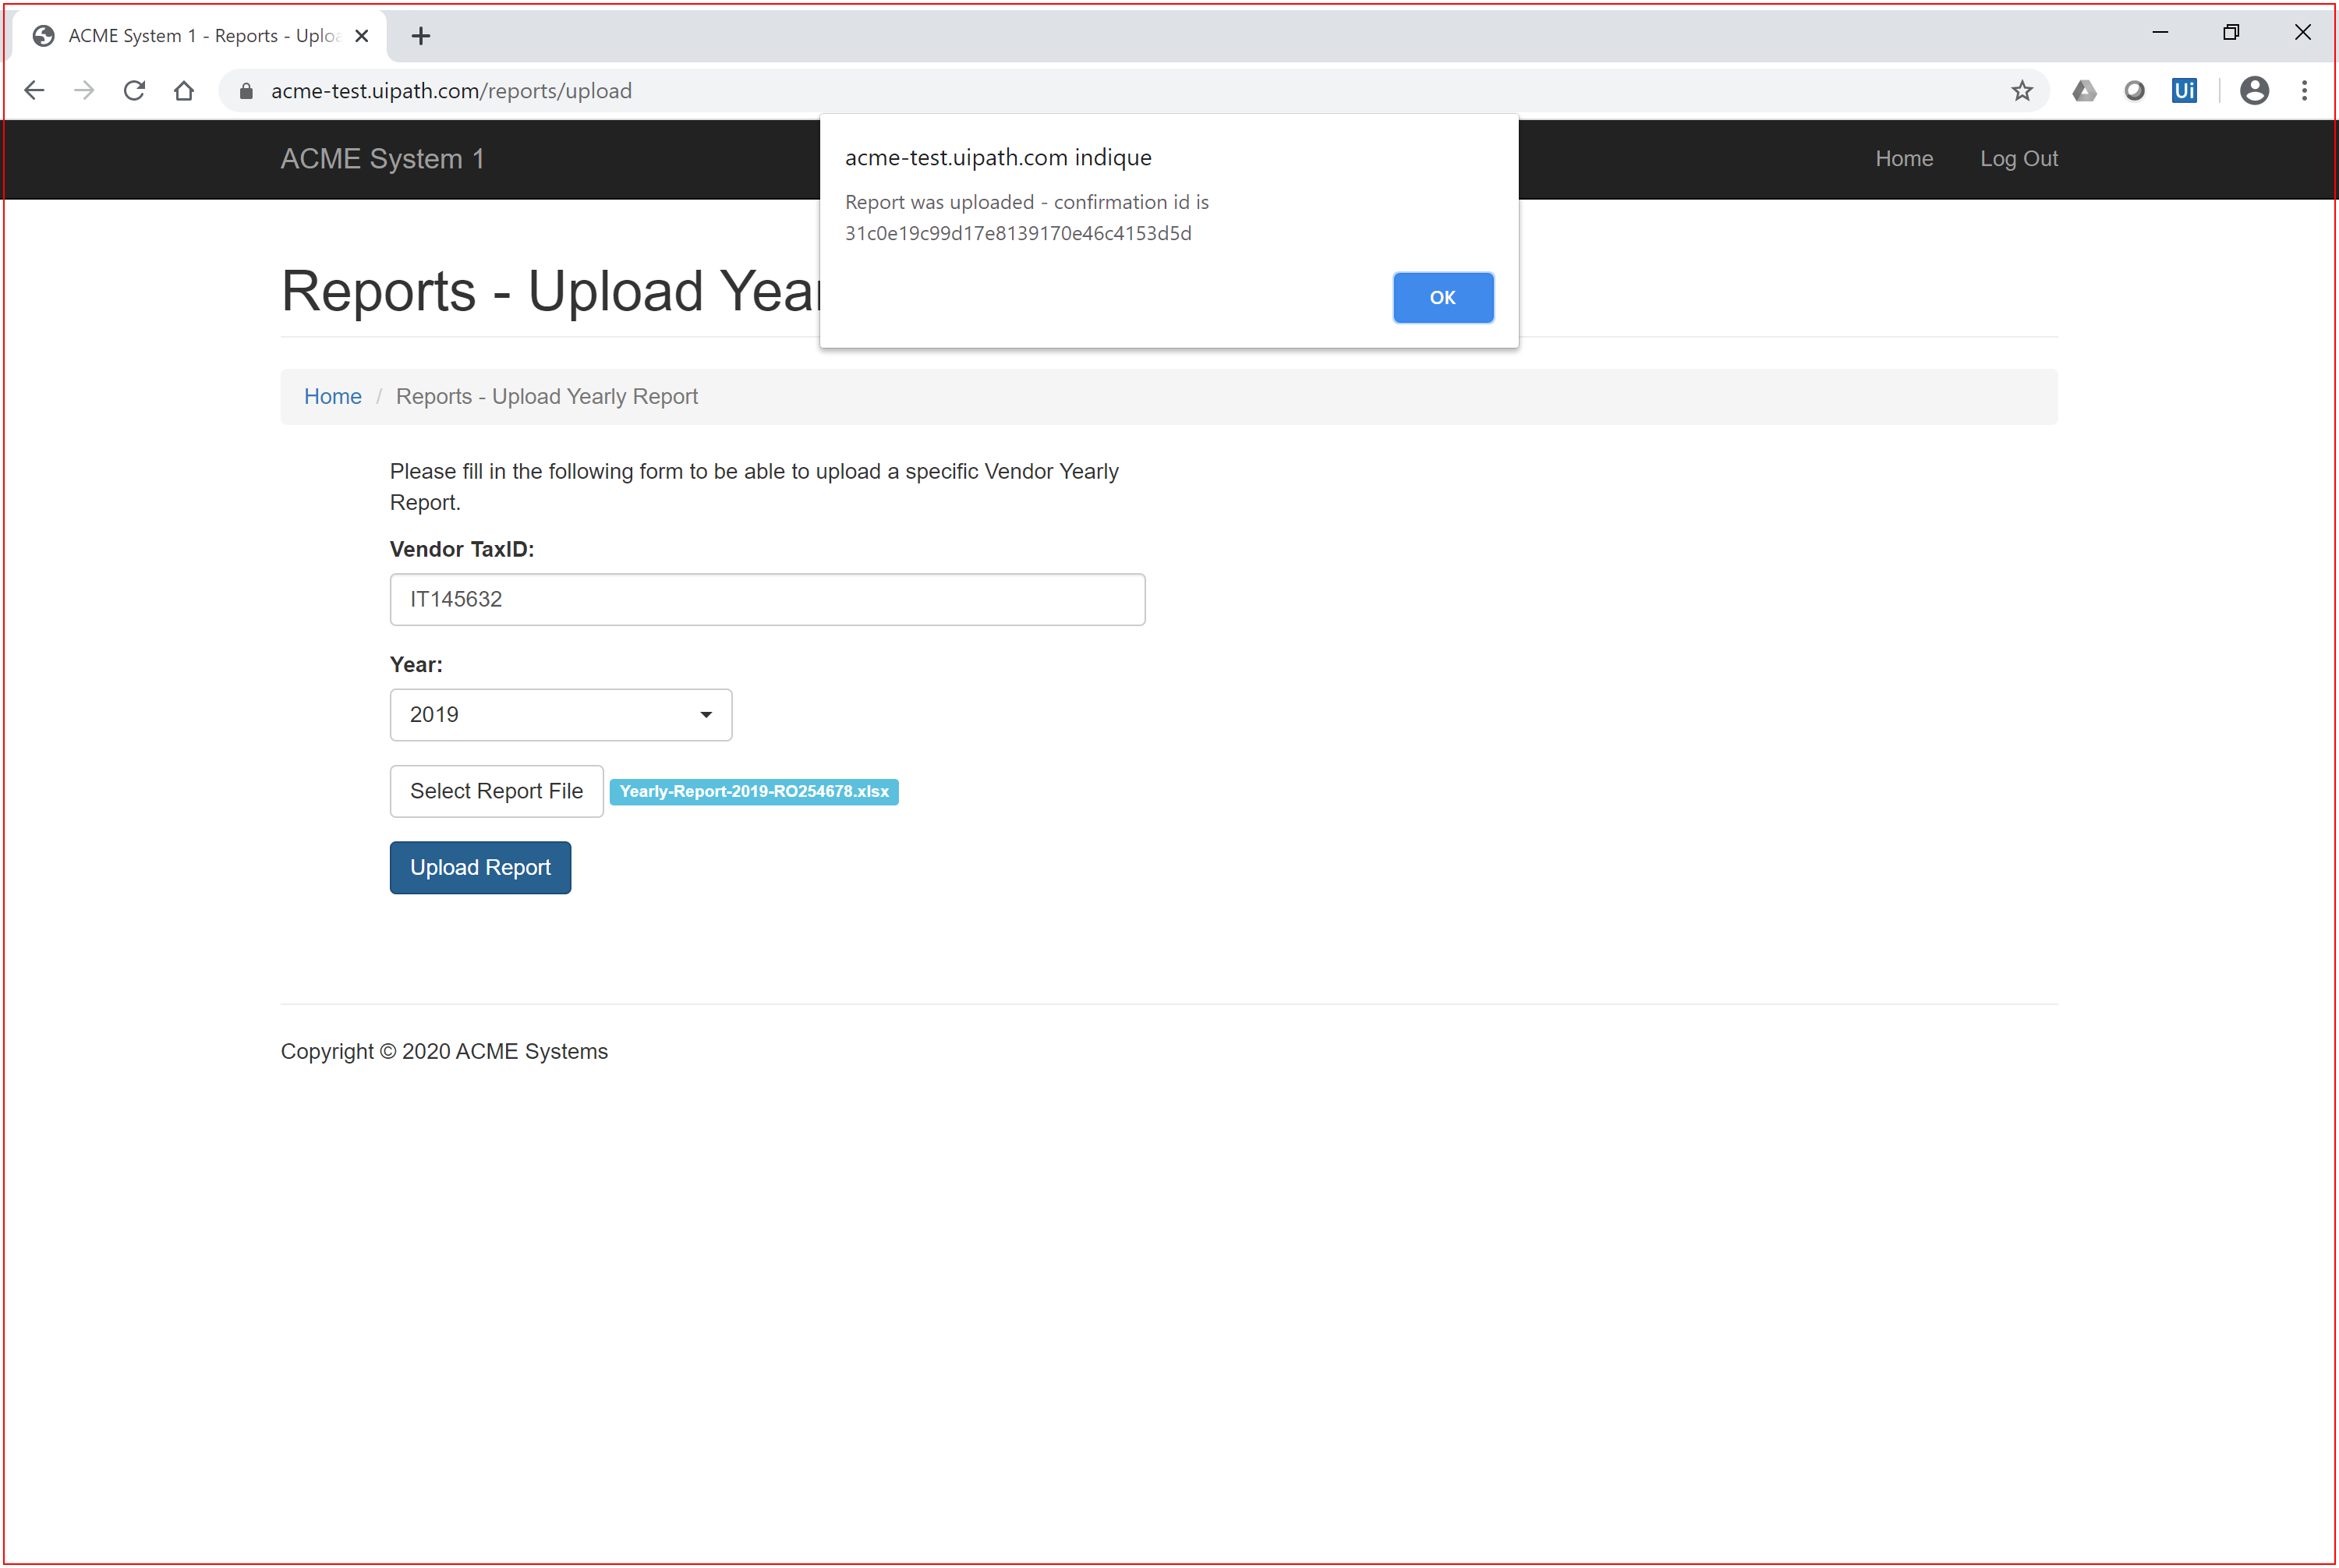 ACME System 1 - Reports - Uploa
acme-test.uipath.com/reports/upload
Ui
ACME System 1
Home
Log Out
acme-test.uipath.com indique
Report was uploaded - confirmation id is
31c0e19c99d17e8139170e46c4153d5d
OK
Reports - Upload Year
Home / Reports - Upload Yearly Report
Please fill in the following form to be able to upload a specific Vendor Yearly
Report.
Vendor TaxID:
IT145632
Year:
2019
Select Report File
Yearly-Report-2019-RO254678.xlsx
Upload Report
Copyright © 2020 ACME Systems